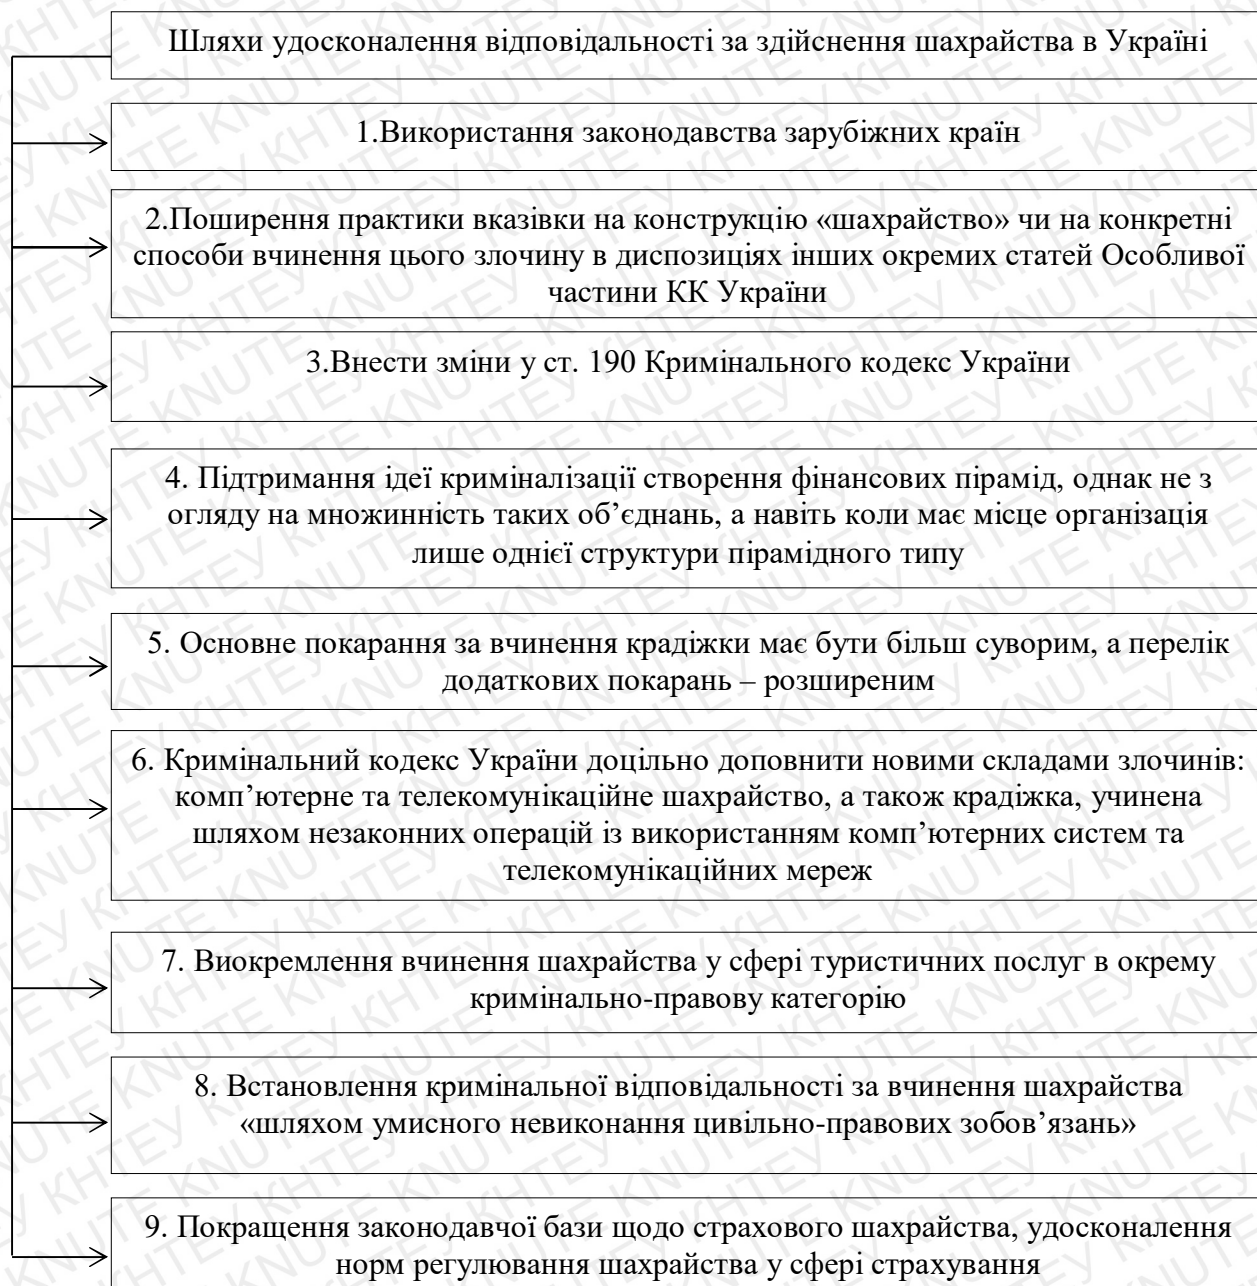 Шляхи удосконалення відповідальності за здійснення шахрайства в Україні
1.Використання законодавства зарубіжних країн
2.Поширення практики вказівки на конструкцію «шахрайство» чи на конкретні
способи вчинення цього злочину в диспозиціях інших окремих статей Особливої
частини КК України
3.Внести зміни у ст. 190 Кримінального кодекс України
4. Підтримання ідеї криміналізації створення фінансових пірамід, однак не з
огляду на множинність таких об’єднань, а навіть коли має місце організація
лише однієї структури пірамідного типу
5. Основне покарання за вчинення крадіжки має бути більш суворим, а перелік
додаткових покарань – розширеним
6. Кримінальний кодекс України доцільно доповнити новими складами злочинів:
комп’ютерне та телекомунікаційне шахрайство, а також крадіжка, учинена
шляхом незаконних операцій із використанням комп’ютерних систем та
телекомунікаційних мереж
7. Виокремлення вчинення шахрайства у сфері туристичних послуг в окрему
кримінально-правову категорію
8. Встановлення кримінальної відповідальності за вчинення шахрайства
«шляхом умисного невиконання цивільно-правових зобов’язань»
9. Покращення законодавчої бази щодо страхового шахрайства, удосконалення
норм регулювання шахрайства у сфері страхування